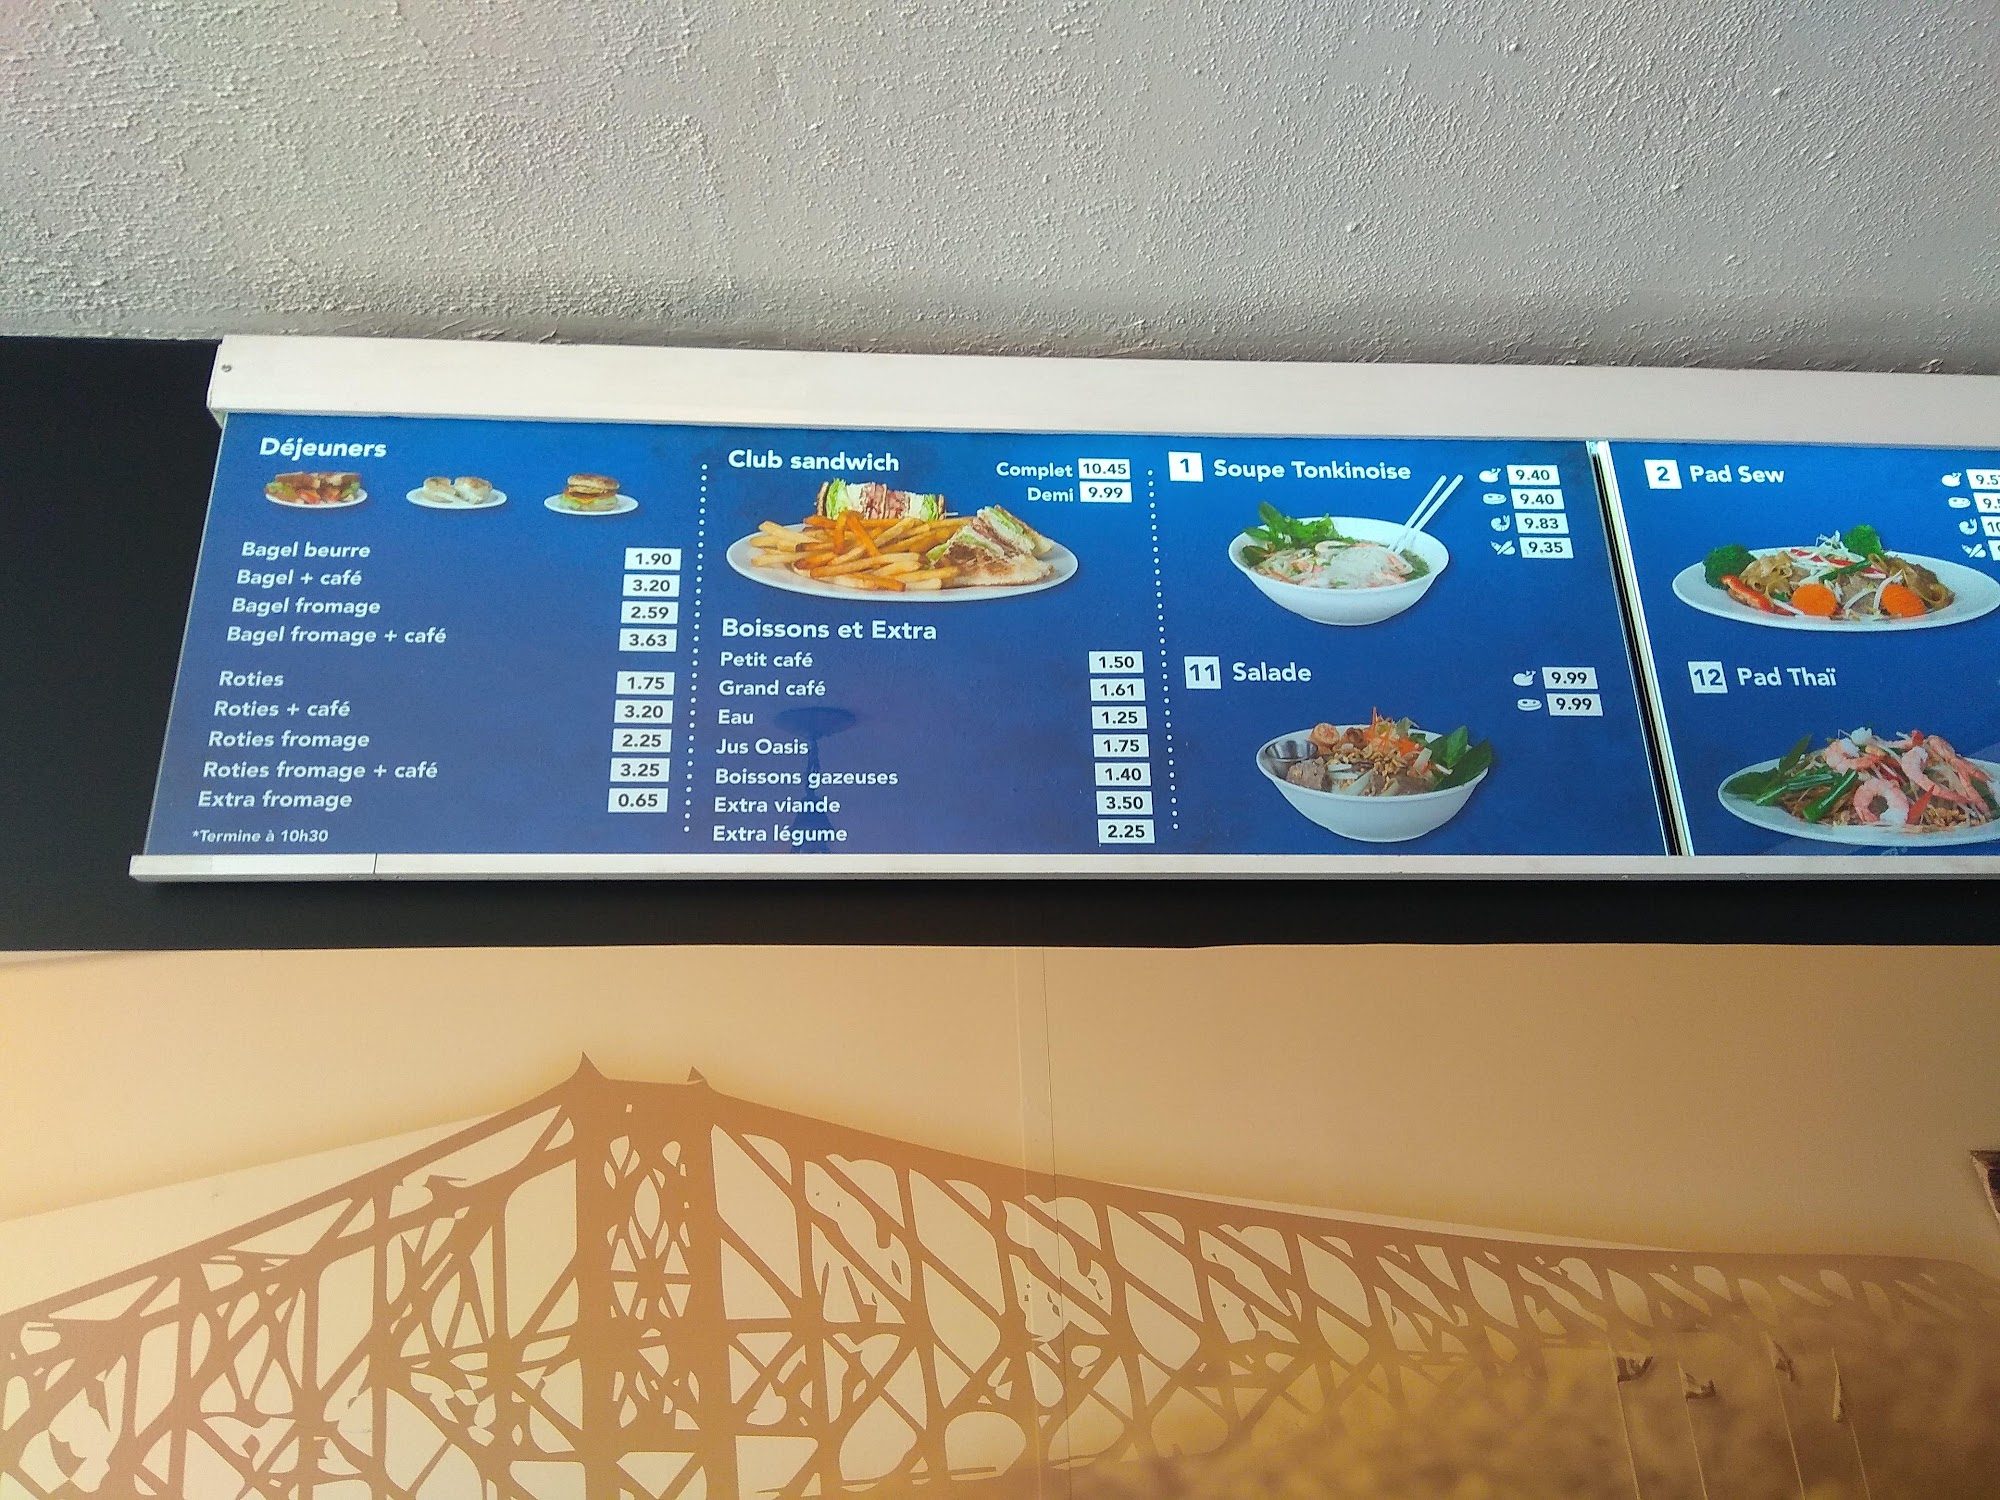 Déjeuners
Bagel beurre 1.90
Bagel + café 3.20
Bagel fromage 2.59
Bagel fromage + café 3.63
Roties 1.75
Roties + café 3.20
Roties fromage 2.25
Roties fromage + café 3.25
Extra fromage 0.65
*Termine à 10h30
Club sandwich
Complet 10.45
Demi 9.99
Boissons et Extra
Petit café 1.50
Grand café 1.61
Eau 1.25
Jus Oasis 1.75
Boissons gazeuses 1.40
Extra viande 3.50
Extra légume 2.25
1 Soupe Tonkinoise
9.40
9.40
9.83
9.35
11 Salade
9.99
9.99
2 Pad Sew
12 Pad Thaï